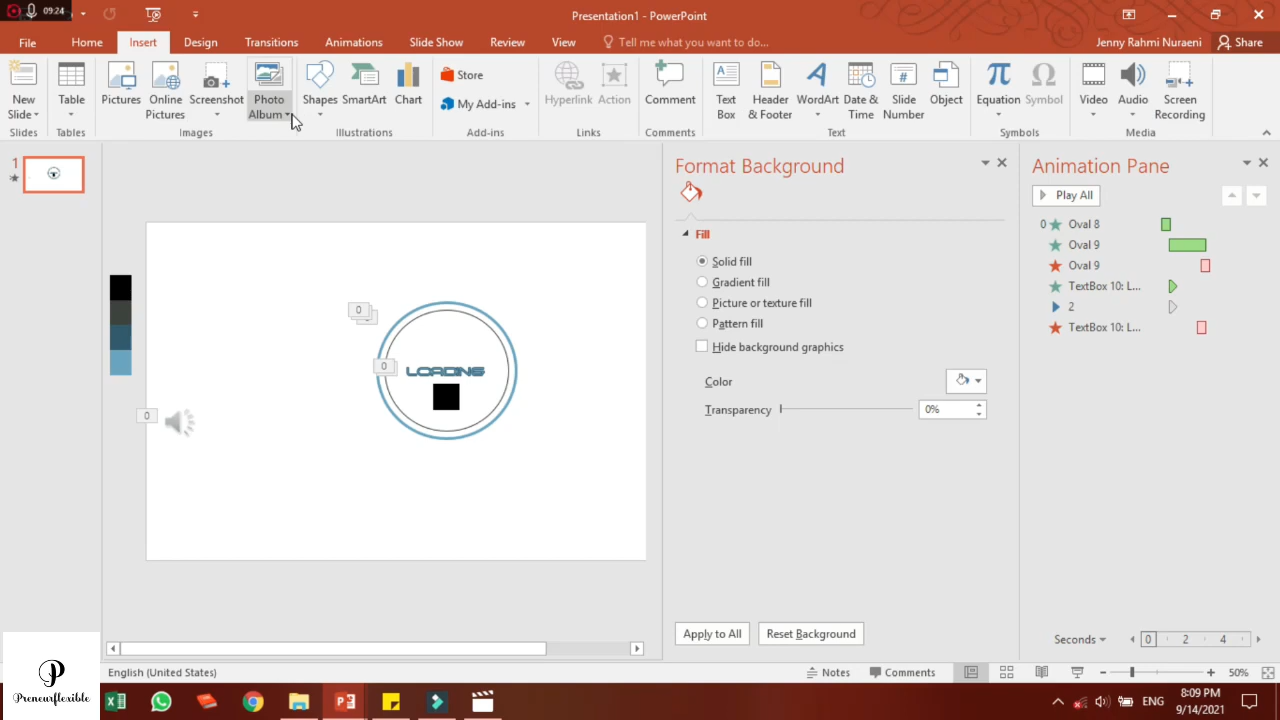 09:24
Presentation1 - PowerPoint
File Home Insert Design Transitions Animations Slide Show Review View Tell me what you want to do... Jenny Rahmi Nuraeni Share
New Slide
Table
Pictures
Online Pictures
Screenshot
Photo Album
Shapes
SmartArt
Chart
Store
My Add-ins
Hyperlink
Action
Comment
Text Box
Header & Footer
WordArt
Date & Time
Slide Number
Object
Equation
Symbol
Video
Audio
Screen Recording
Slides Tables Images Illustrations Add-ins Links Comments Text Symbols Media
1
0
0
LOADING
0
Format Background
Fill
Solid fill
Gradient fill
Picture or texture fill
Pattern fill
Hide background graphics
Color
Transparency 0%
Apply to All Reset Background
Animation Pane
Play All
0 Oval 8
Oval 9
Oval 9
TextBox 10: L...
2
TextBox 10: L...
Seconds 0 2 4
English (United States) Notes Comments 50%
P
Preneurflexible
ENG
8:09 PM
9/14/2021